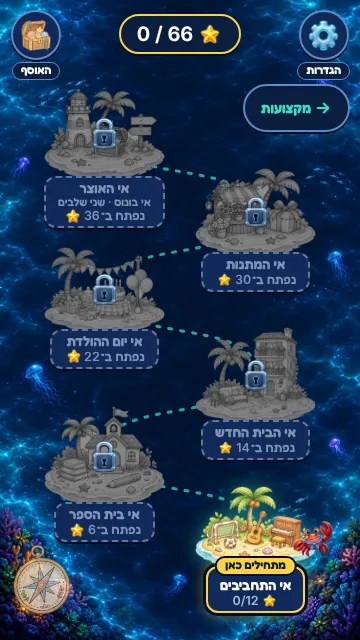 0 / 66
האוסף
הגדרות
מקצועות →
אי האוצר
אי בונוס · שני שלבים
נפתח ב־36
אי המתנות
נפתח ב־30
אי יום ההולדת
נפתח ב־22
אי הבית החדש
נפתח ב־14
אי בית הספר
נפתח ב־6
מתחילים כאן
אי התחביבים
0/12